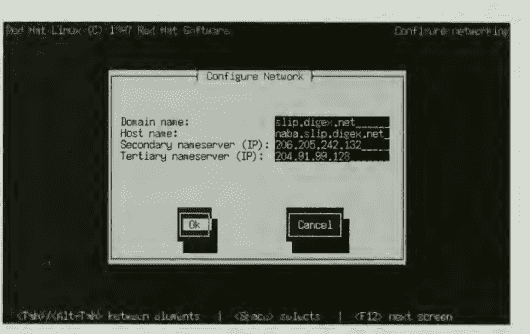 Red Hat Linux (C) 1997 Red Hat Software
Configure networking
Configure Network
Domain name: slip.digex.net
Host name: naba.slip.digex.net
Secondary nameserver (IP): 206.205.242.132
Tertiary nameserver (IP): 204.91.99.128
Ok Cancel
<Tab>/<Alt-Tab> between elements | <Space> selects | <F12> next screen